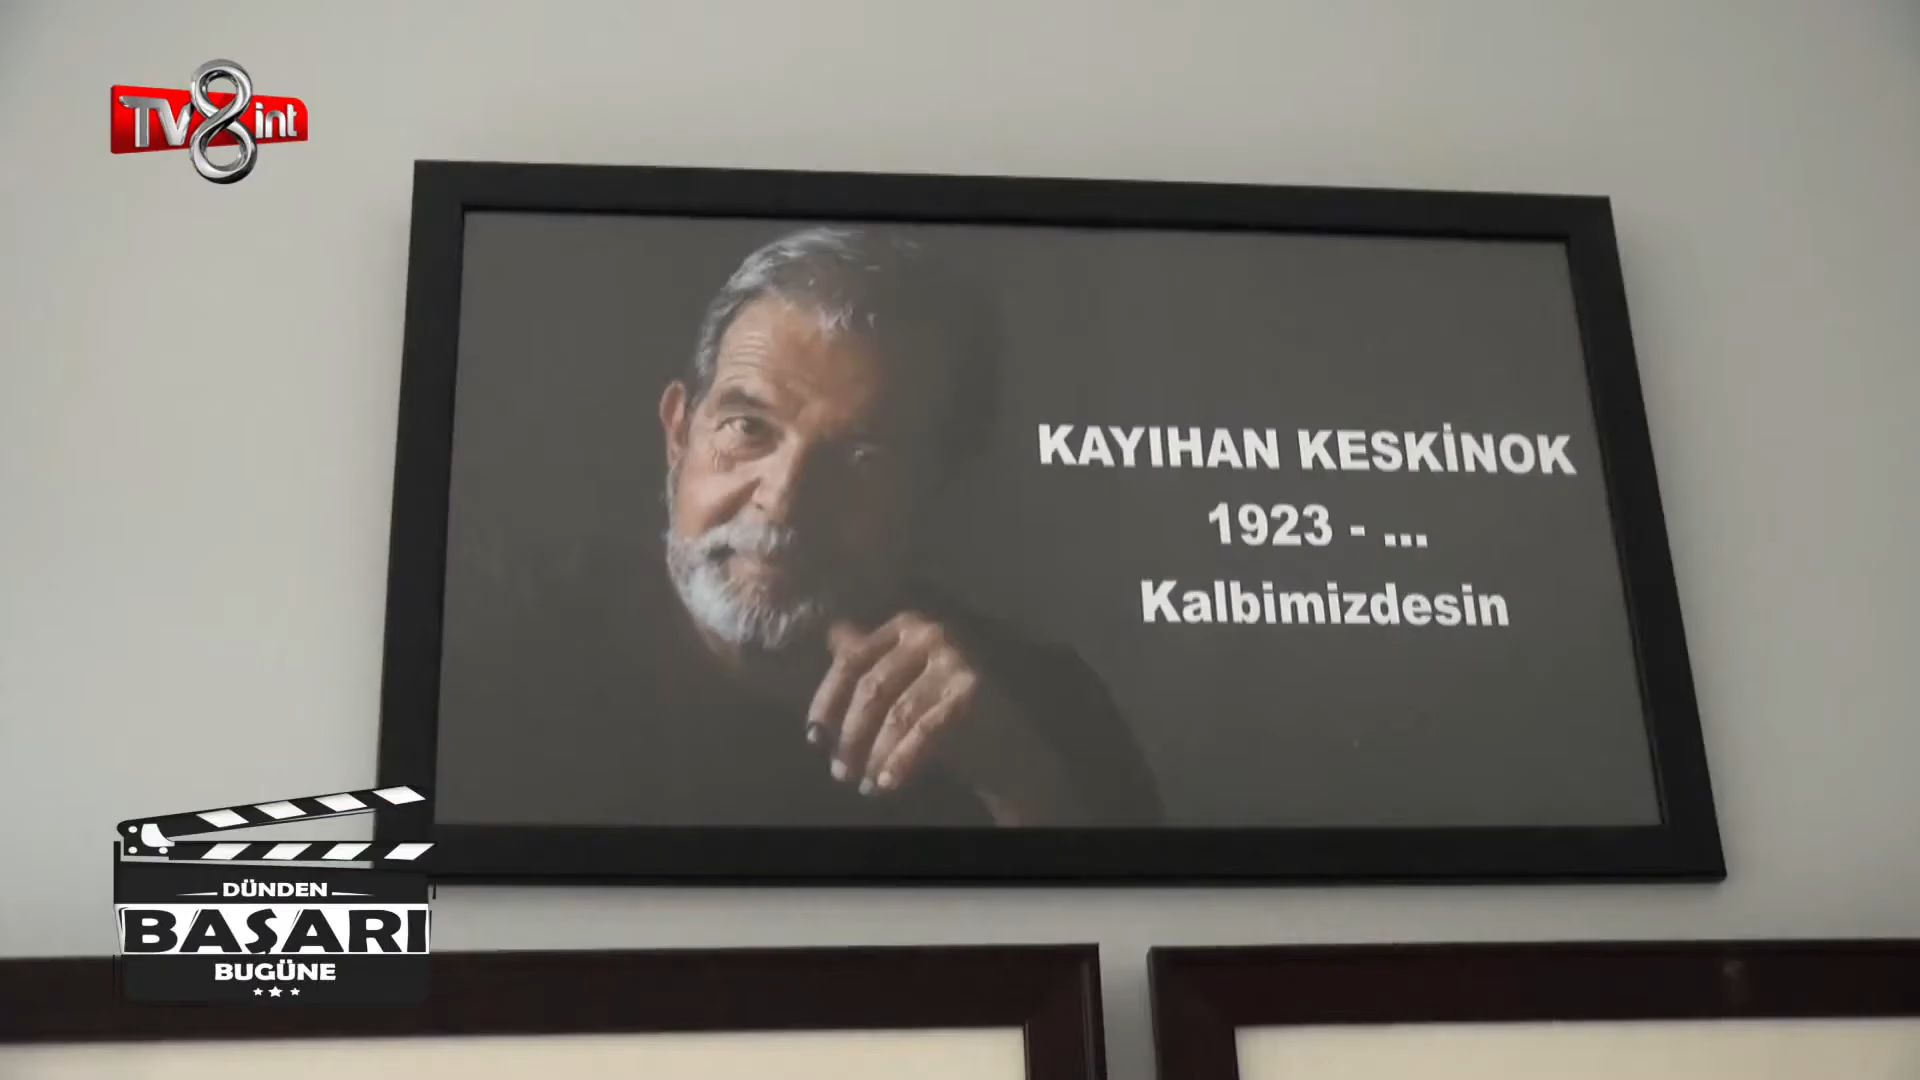 TV8int
KAYIHAN KESKİNOK
1923 - ...
Kalbimizdesin
DÜNDEN
BAŞARI
BUGÜNE